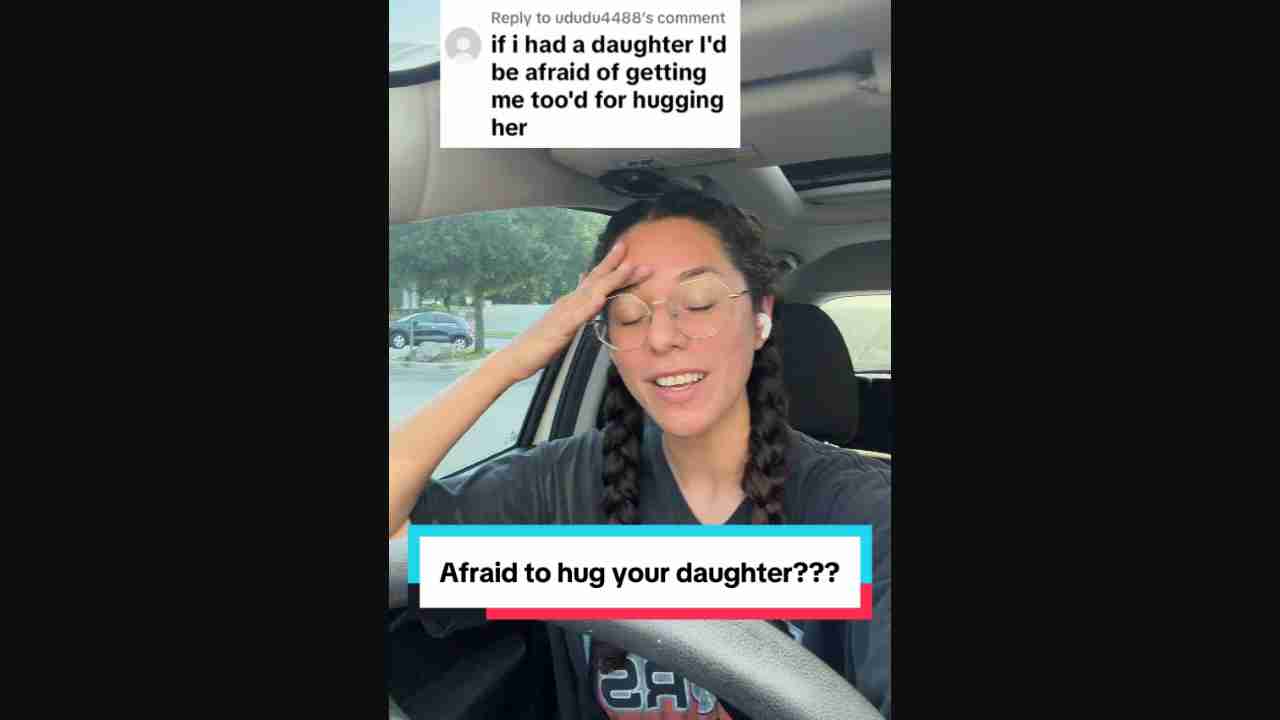 Reply to ududu4488's comment
if i had a daughter I'd
be afraid of getting
me too'd for hugging
her
Afraid to hug your daughter???